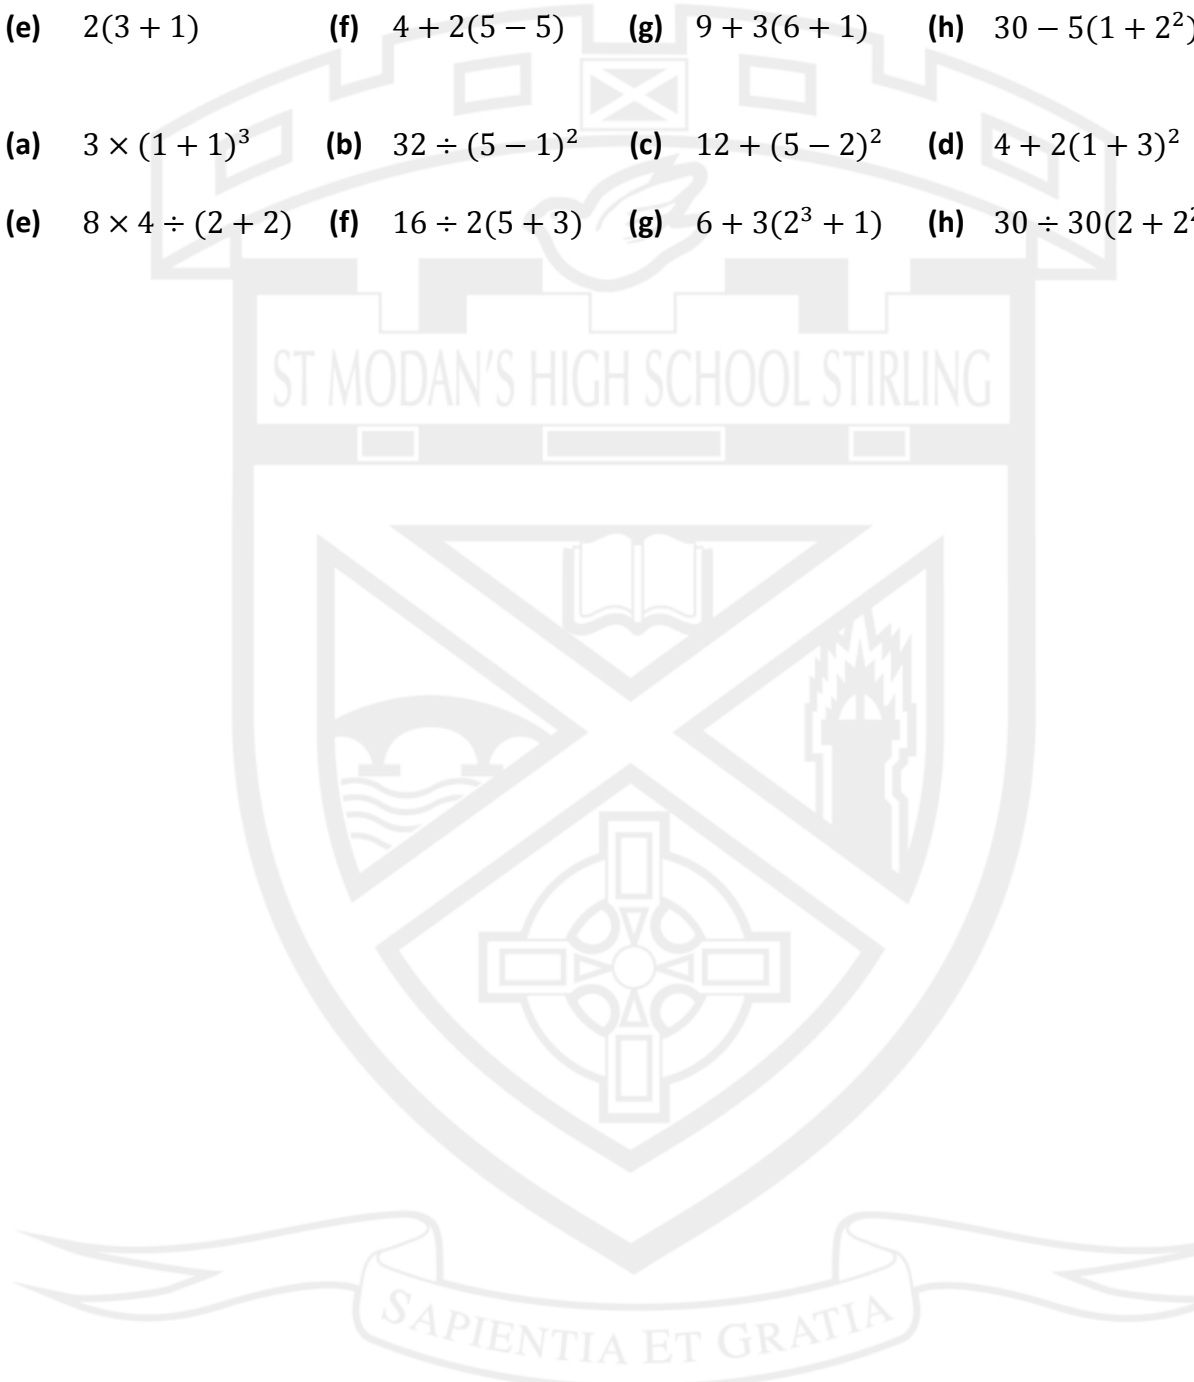 (e) 2(3 + 1) (f) 4 + 2(5 − 5) (g) 9 + 3(6 + 1) (h) 30 − 5(1 + 2²)
(a) 3 × (1 + 1)³ (b) 32 ÷ (5 − 1)² (c) 12 + (5 − 2)² (d) 4 + 2(1 + 3)²
(e) 8 × 4 ÷ (2 + 2) (f) 16 ÷ 2(5 + 3) (g) 6 + 3(2³ + 1) (h) 30 ÷ 30(2 + 2²
ST MODAN'S HIGH SCHOOL STIRLING
SAPIENTIA ET GRATIA